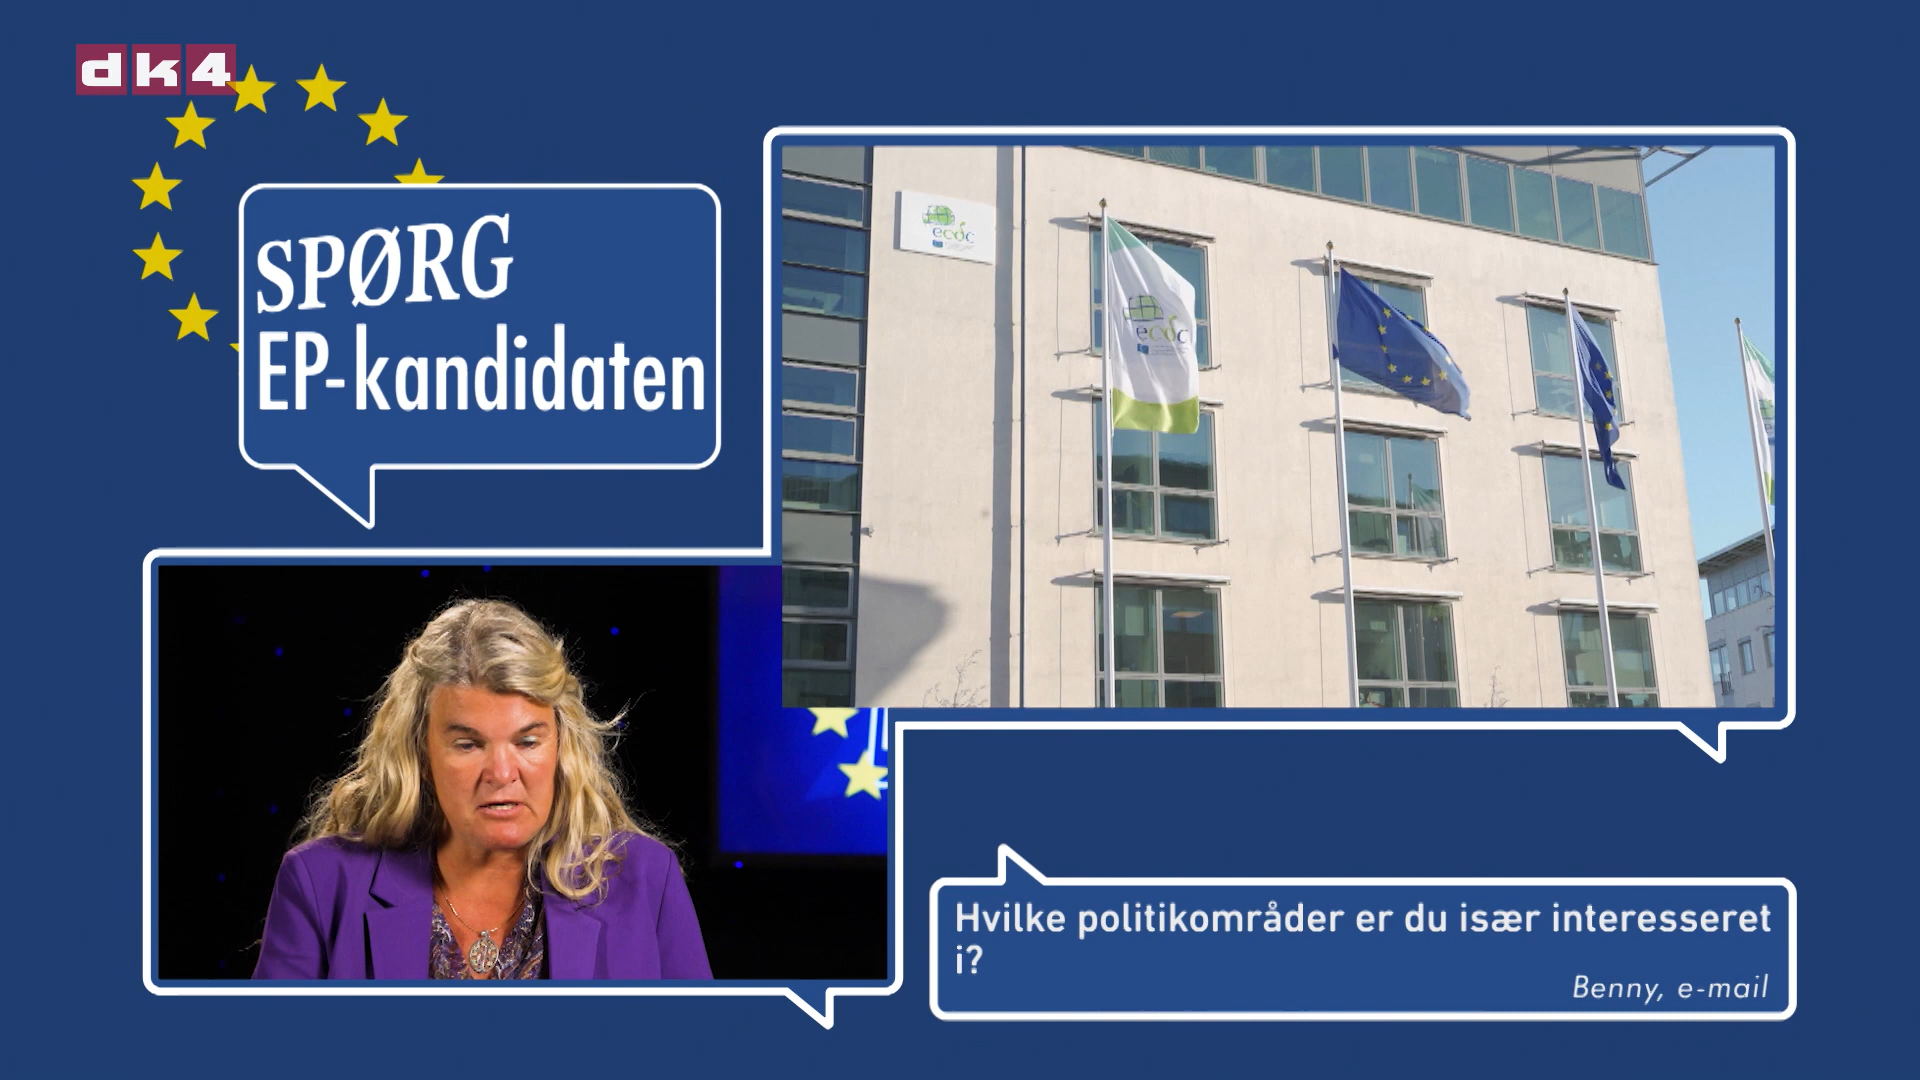 dk4
SPØRG
EP-kandidaten
ecdc
ecdc
Hvilke politikområder er du især interesseret
i?
Benny, e-mail